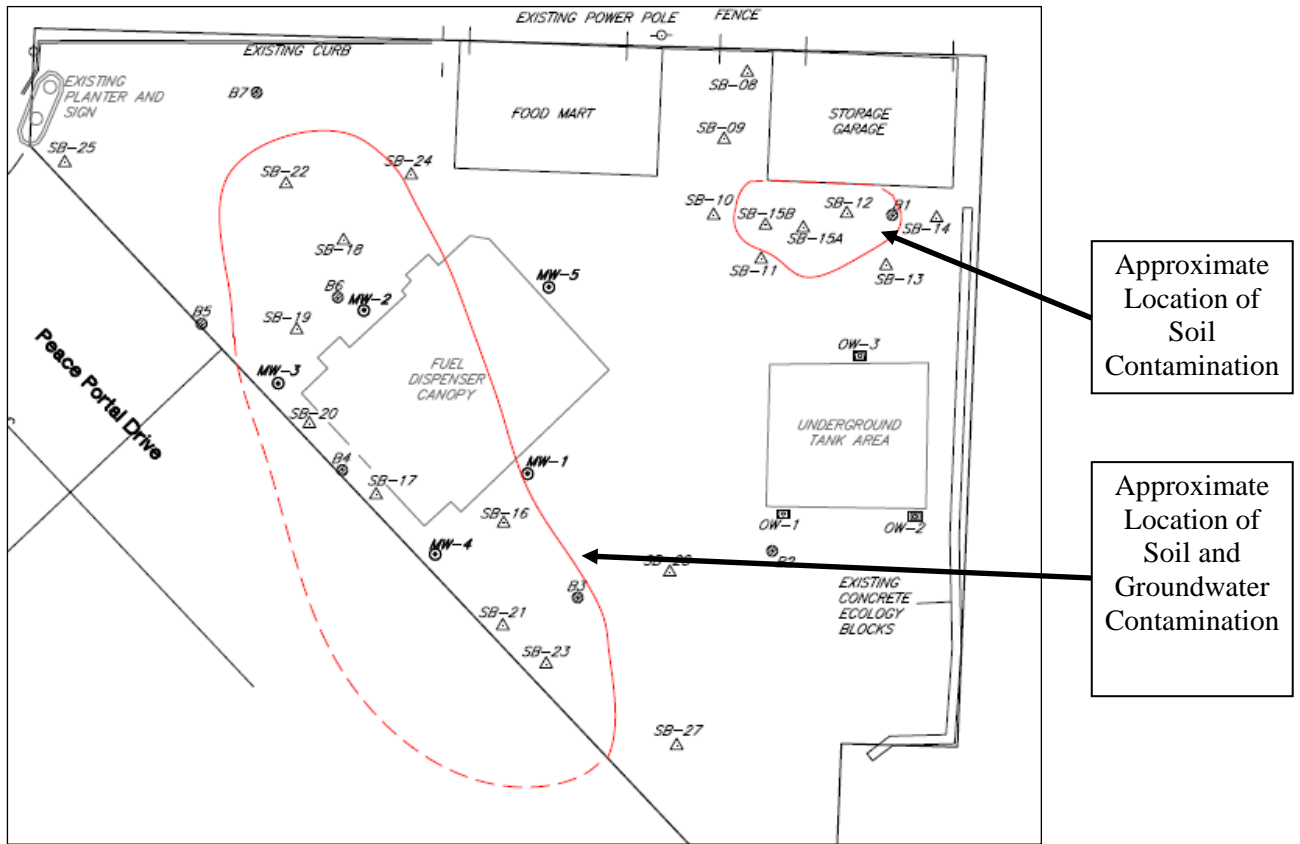 EXISTING POWER POLE
FENCE
EXISTING CURB
EXISTING
PLANTER AND
SIGN
B7
FOOD MART
SB-08
SB-09
STORAGE
GARAGE
SB-25
SB-22
SB-24
SB-10
SB-15B
SB-12
B1
SB-14
SB-15A
SB-11
SB-13
SB-18
MW-5
B6
MW-2
B5
SB-19
Peace Portal Drive
MW-3
FUEL
DISPENSER
CANOPY
OW-3
SB-20
UNDERGROUND
TANK AREA
B4
SB-17
MW-1
SB-16
OW-1
OW-2
MW-4
B2
B3
EXISTING
CONCRETE
ECOLOGY
BLOCKS
SB-21
SB-23
SB-27
Approximate
Location of
Soil
Contamination
Approximate
Location of
Soil and
Groundwater
Contamination